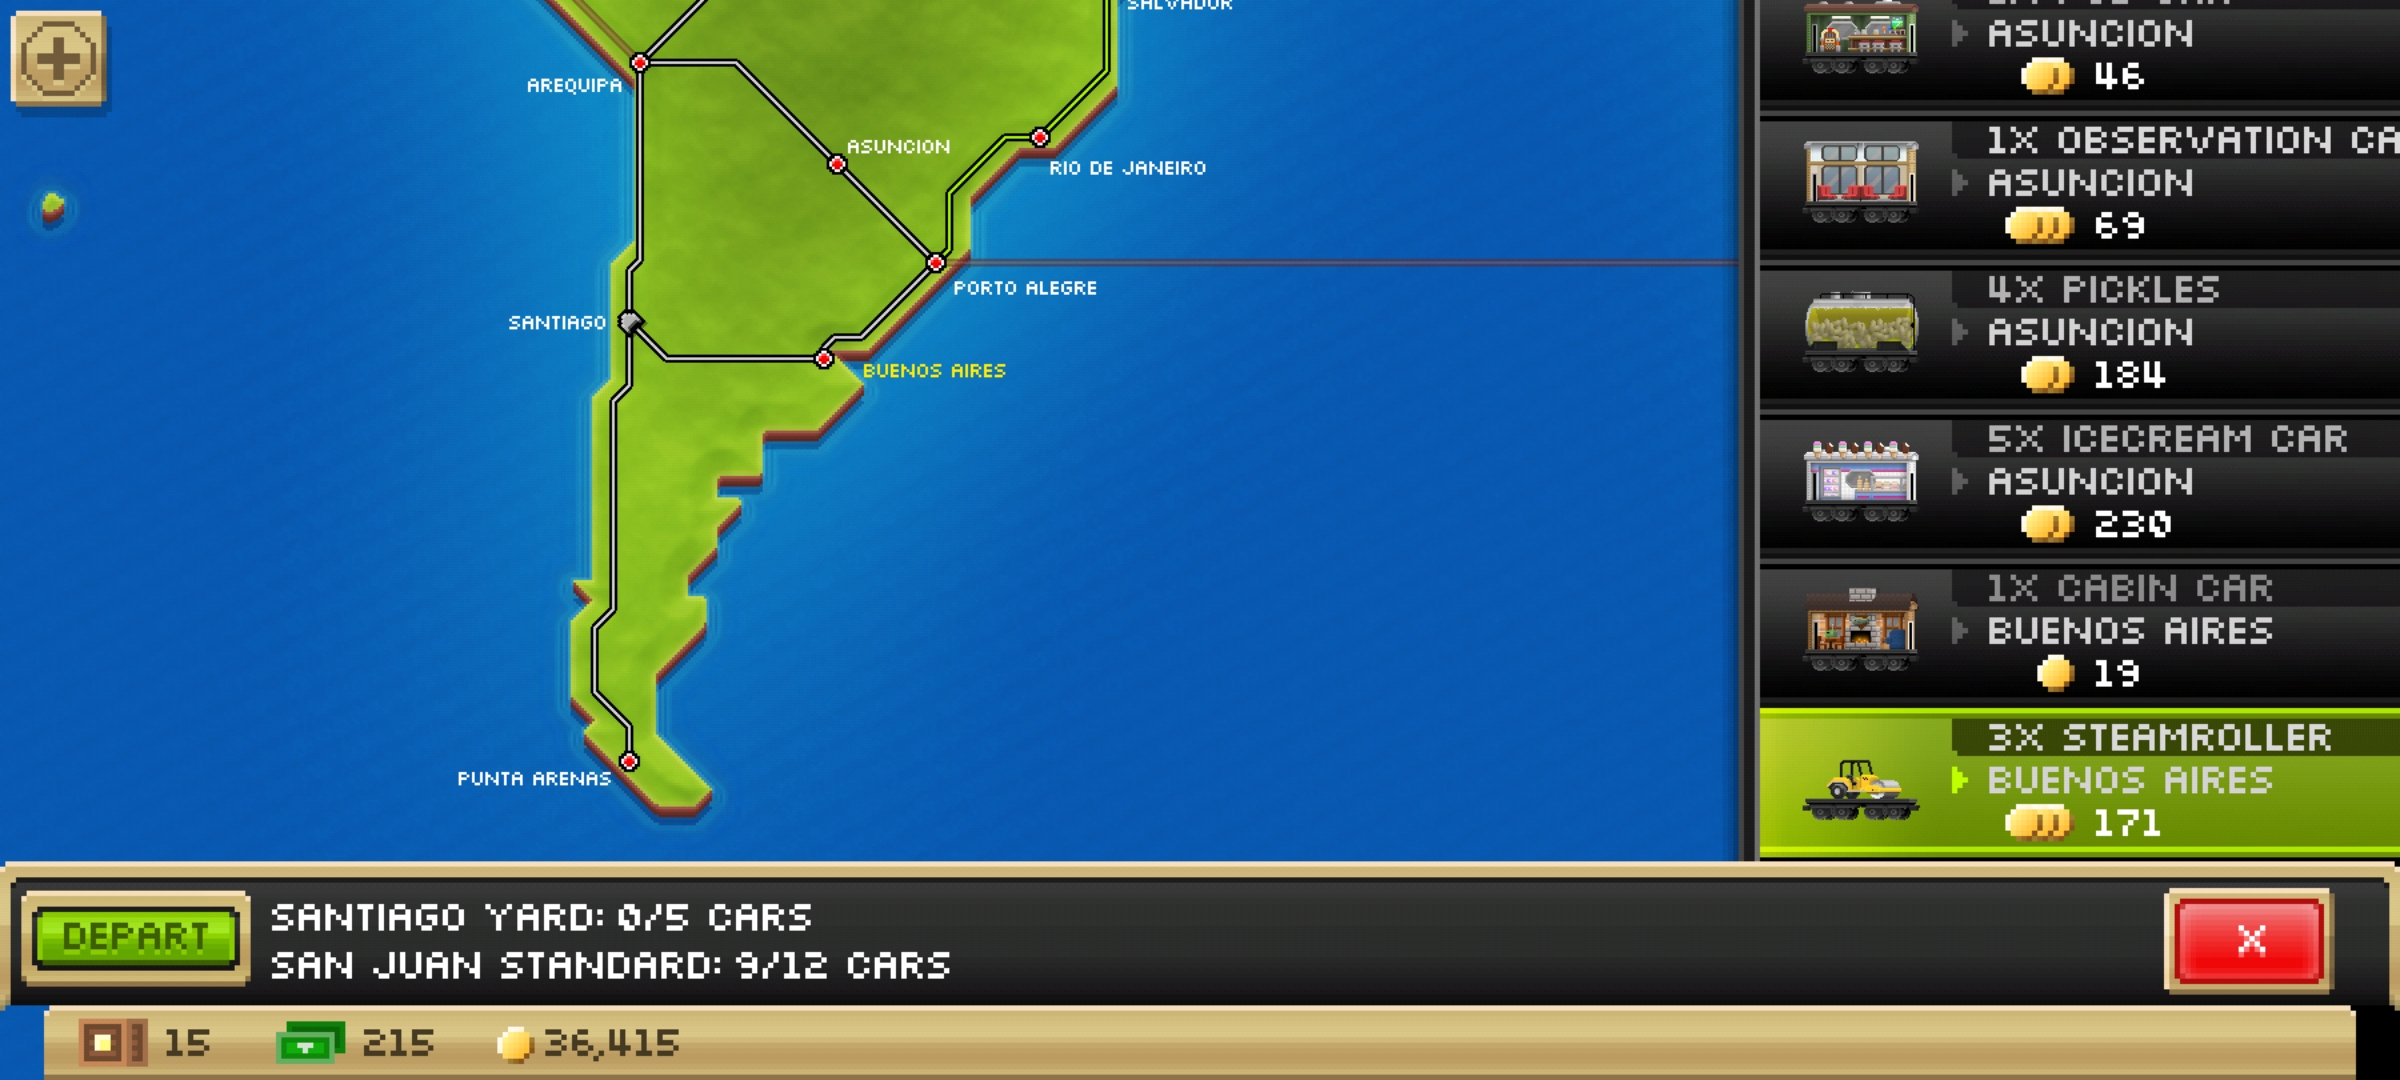 SALVADOR
AREQUIPA
ASUNCION
RIO DE JANEIRO
PORTO ALEGRE
SANTIAGO
BUENOS AIRES
PUNTA ARENAS
ASUNCION
46
1X OBSERVATION CA
ASUNCION
69
4X PICKLES
ASUNCION
184
5X ICECREAM CAR
ASUNCION
230
1X CABIN CAR
BUENOS AIRES
19
3X STEAMROLLER
BUENOS AIRES
171
DEPART
SANTIAGO YARD: 0/5 CARS
SAN JUAN STANDARD: 9/12 CARS
X
15
215
36,415